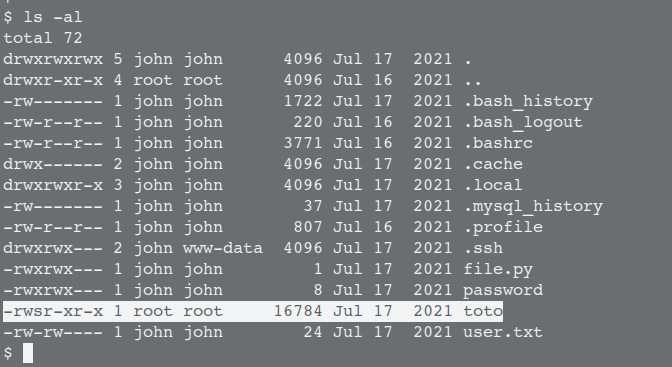 $ ls -al
total 72
drwxrwxrwx 5 john john      4096 Jul 17  2021 .
drwxr-xr-x 4 root root      4096 Jul 16  2021 ..
-rw------- 1 john john      1722 Jul 17  2021 .bash_history
-rw-r--r-- 1 john john       220 Jul 16  2021 .bash_logout
-rw-r--r-- 1 john john      3771 Jul 16  2021 .bashrc
drwx------ 2 john john      4096 Jul 17  2021 .cache
drwxrwxr-x 3 john john      4096 Jul 17  2021 .local
-rw------- 1 john john        37 Jul 17  2021 .mysql_history
-rw-r--r-- 1 john john       807 Jul 16  2021 .profile
drwxrwx--- 2 john www-data  4096 Jul 17  2021 .ssh
-rwxrwx--- 1 john john         1 Jul 17  2021 file.py
-rwxrwx--- 1 john john         8 Jul 17  2021 password
-rwsr-xr-x 1 root root     16784 Jul 17  2021 toto
-rw-rw---- 1 john john        24 Jul 17  2021 user.txt
$